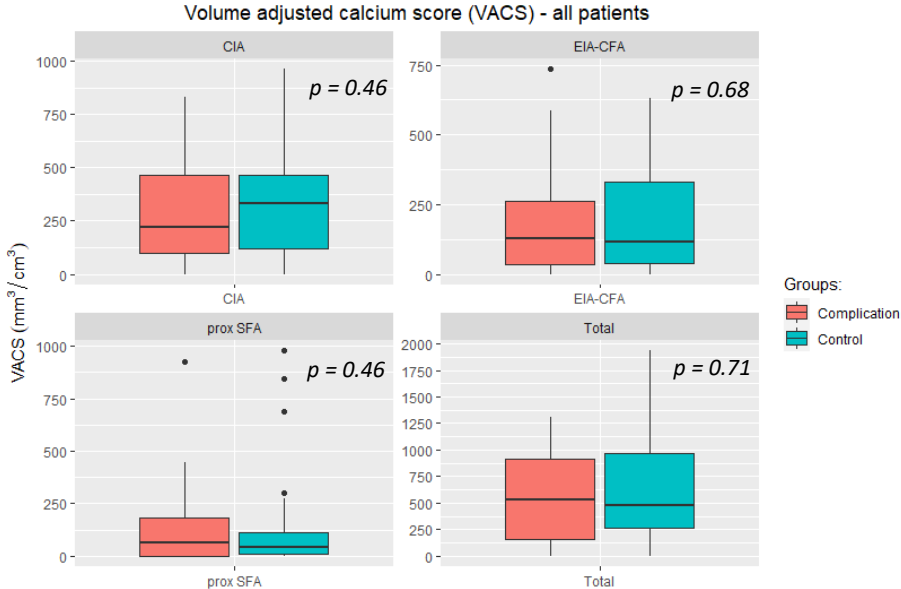 Volume adjusted calcium score (VACS) - all patients
VACS (mm³/cm³)
CIA
1000
750
500
250
0
p = 0.46
CIA
EIA-CFA
750
500
250
0
p = 0.68
EIA-CFA
prox SFA
1000
750
500
250
0
p = 0.46
prox SFA
Total
2000
1750
1500
1250
1000
750
500
250
0
p = 0.71
Total
Groups:
Complication
Control